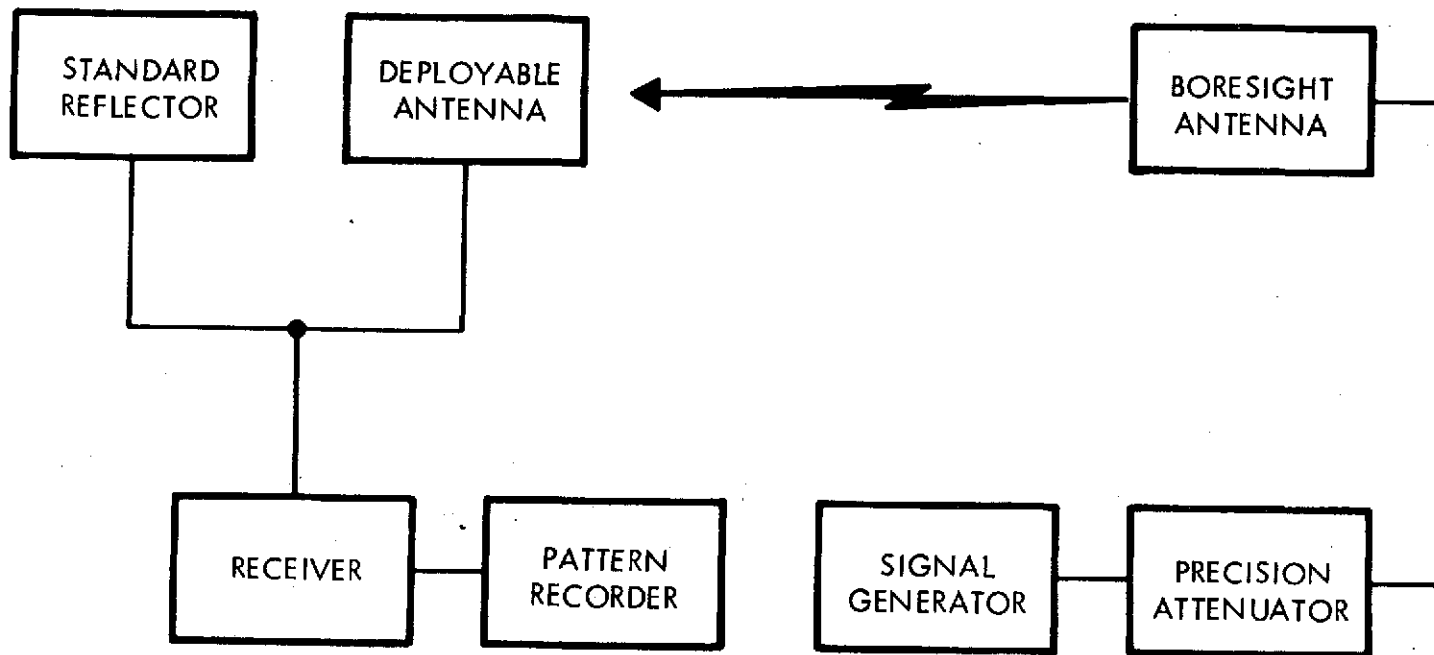 STANDARD
REFLECTOR
DEPLOYABLE
ANTENNA
BORESIGHT
ANTENNA
RECEIVER
PATTERN
RECORDER
SIGNAL
GENERATOR
PRECISION
ATTENUATOR